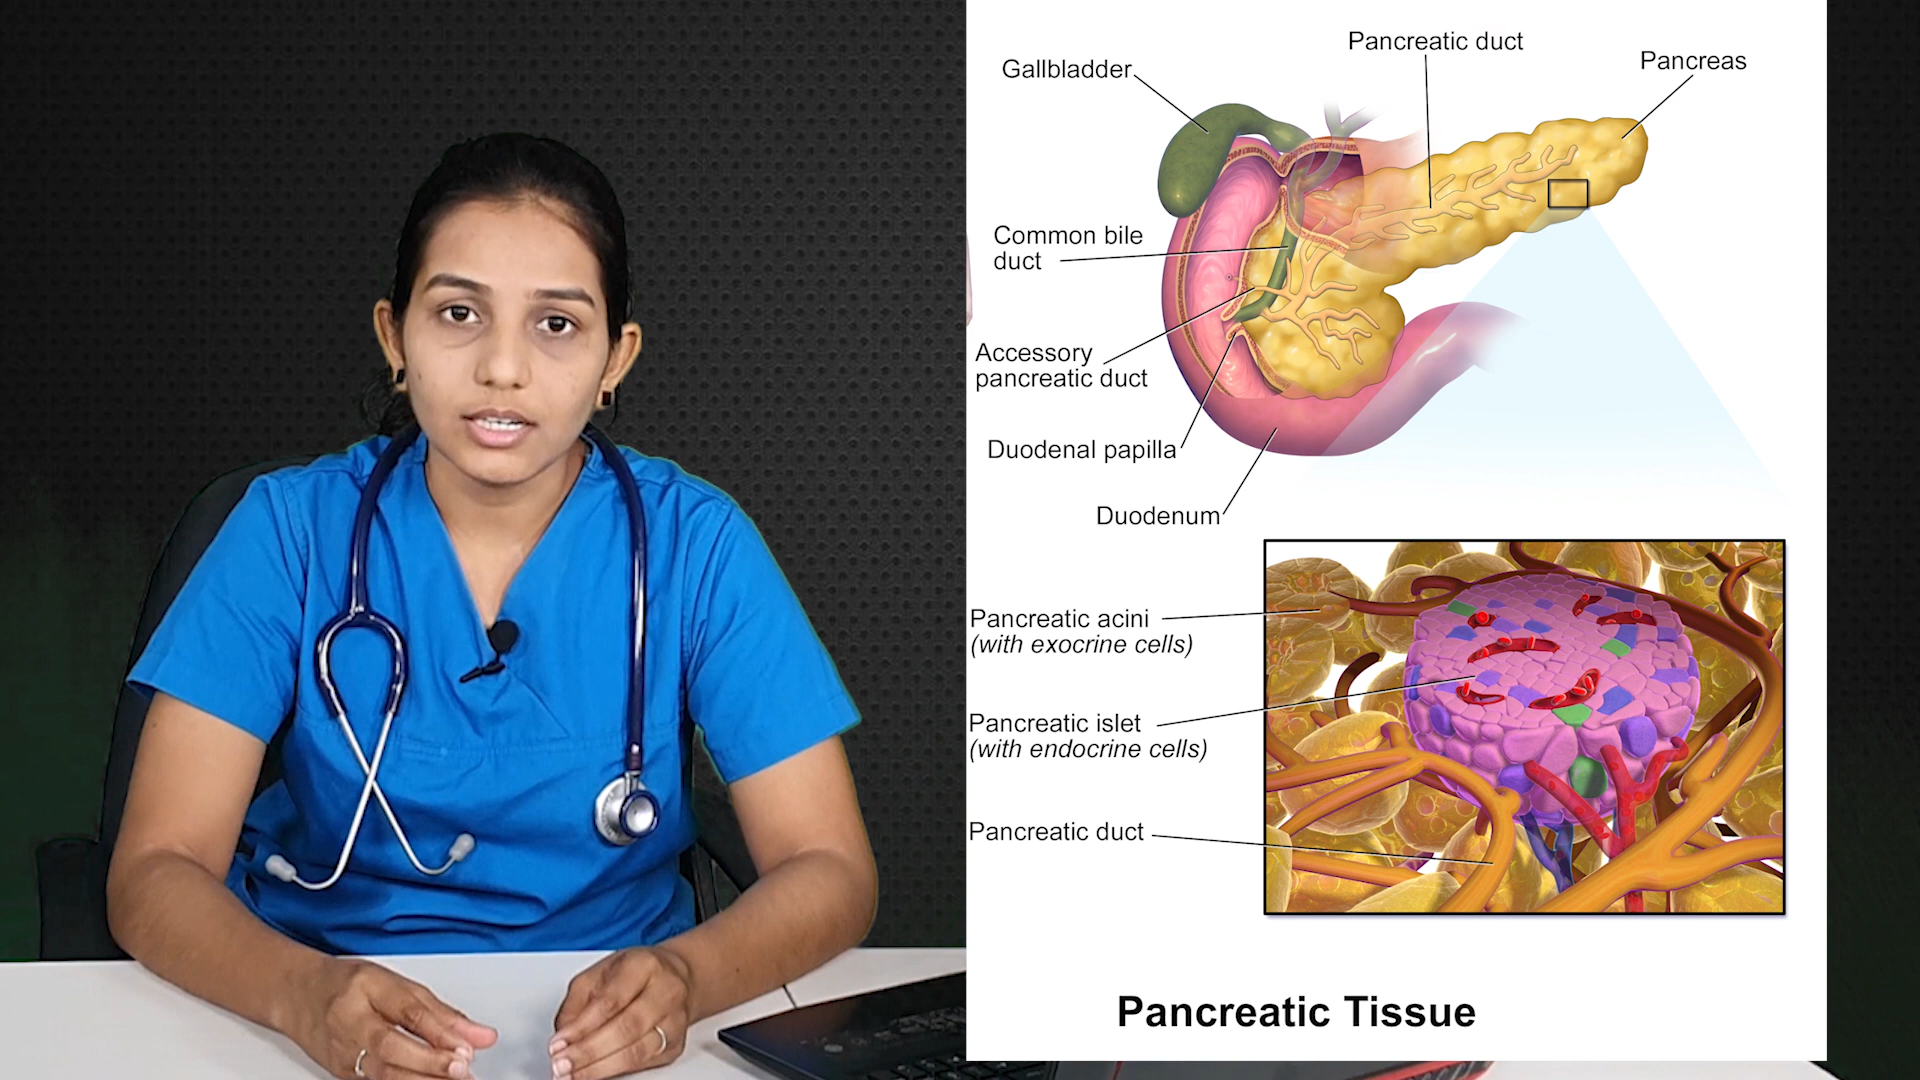 Pancreatic duct
Pancreas
Gallbladder
Common bile
duct
Accessory
pancreatic duct
Duodenal papilla
Duodenum
Pancreatic acini
(with exocrine cells)
Pancreatic islet
(with endocrine cells)
Pancreatic duct
Pancreatic Tissue